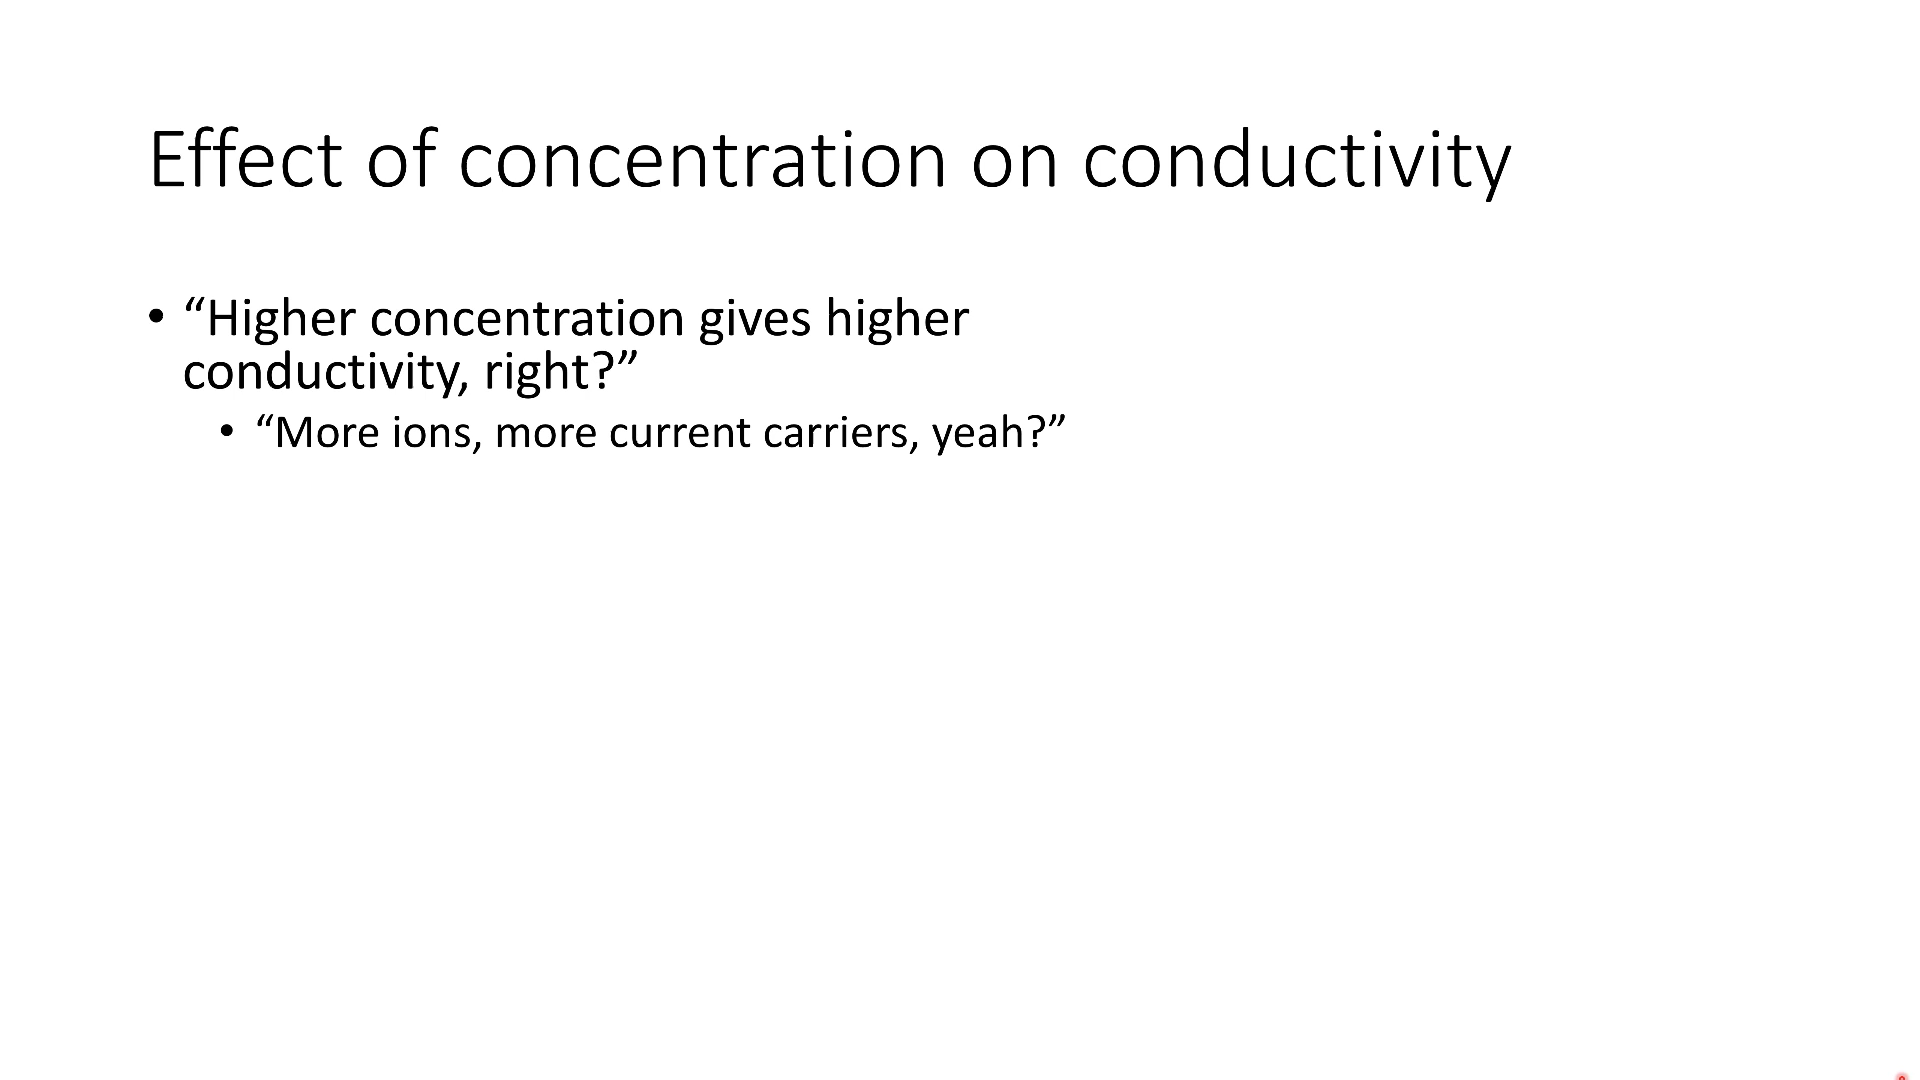 Effect of concentration on conductivity
• “Higher concentration gives higher
conductivity, right?”
• “More ions, more current carriers, yeah?”